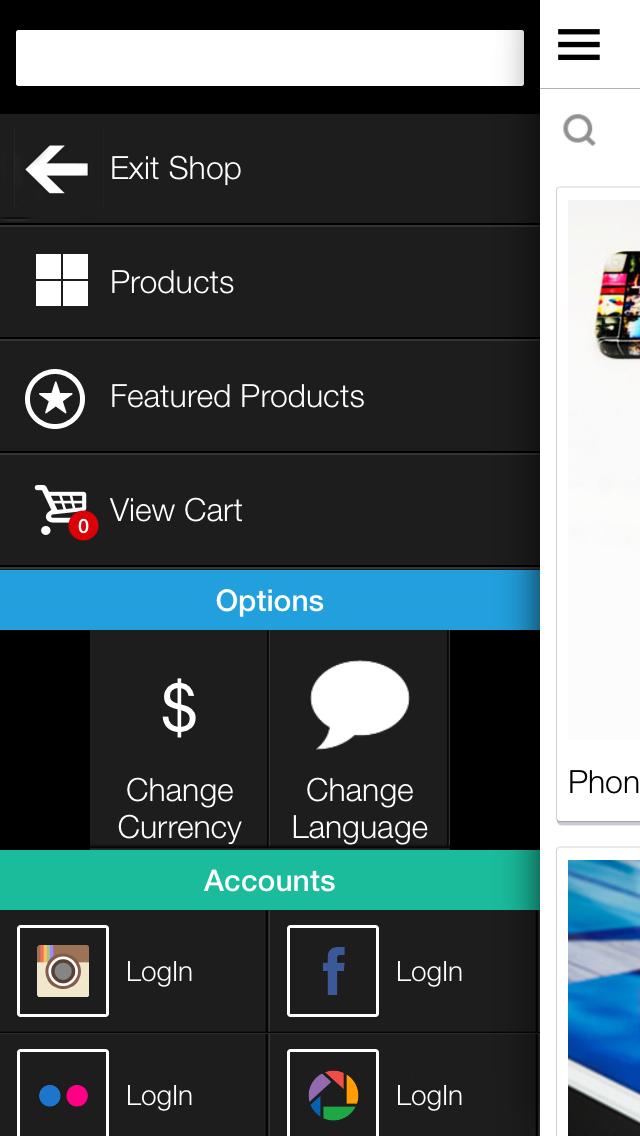 Exit Shop
Products
Featured Products
0
View Cart
Options
$
Change
Currency
Change
Language
Phon
Accounts
LogIn
f
LogIn
LogIn
LogIn